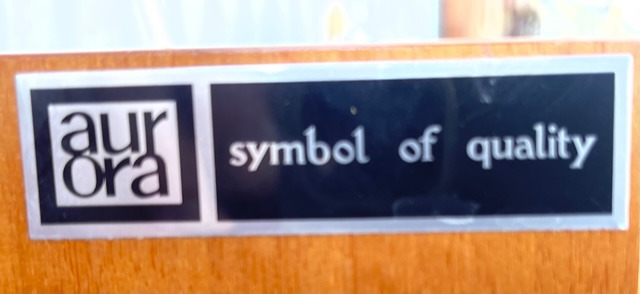 aur
ora
symbol of quality